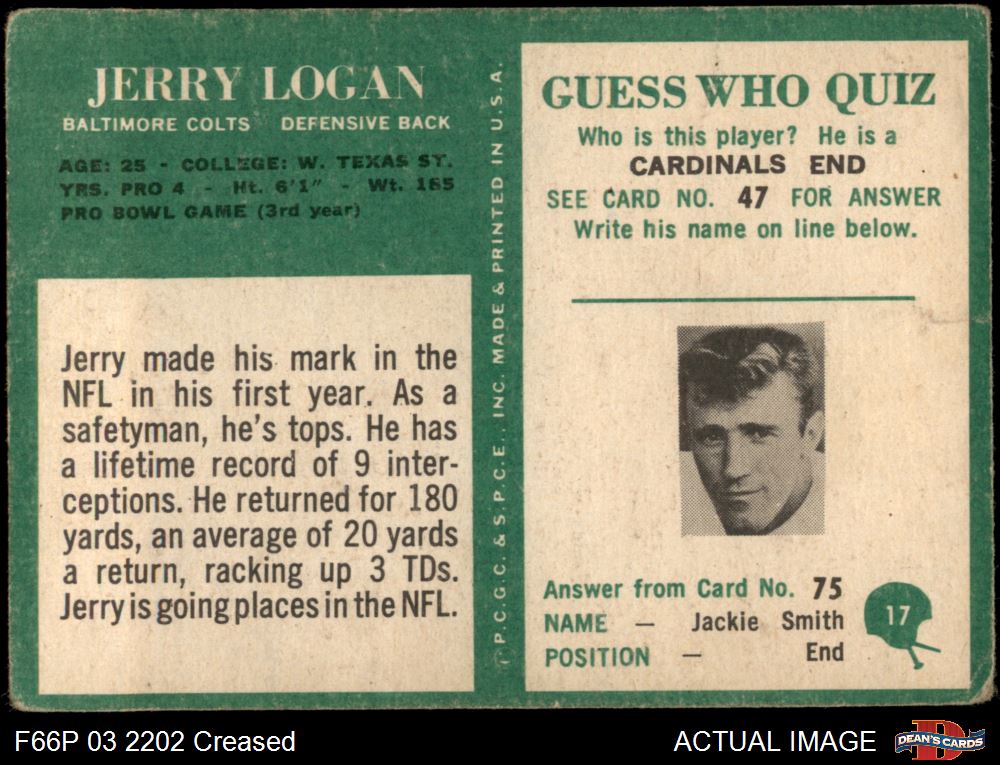 JERRY LOGAN
BALTIMORE COLTS DEFENSIVE BACK
AGE: 25 - COLLEGE: W. TEXAS ST.
YRS. PRO 4 - Ht. 6'1" - Wt. 185
PRO BOWL GAME (3rd year)
Jerry made his mark in the
NFL in his first year. As a
safetyman, he's tops. He has
a lifetime record of 9 inter-
ceptions. He returned for 180
yards, an average of 20 yards
a return, racking up 3 TDs.
Jerry is going places in the NFL.
© P.C.G.C. & S.P.C.E., INC. MADE & PRINTED IN U.S.A.
GUESS WHO QUIZ
Who is this player? He is a
CARDINALS END
SEE CARD NO. 47 FOR ANSWER
Write his name on line below.
Answer from Card No. 75
NAME — Jackie Smith
POSITION — End
17
F66P 03 2202 Creased
ACTUAL IMAGE
D
DEAN'S CARDS